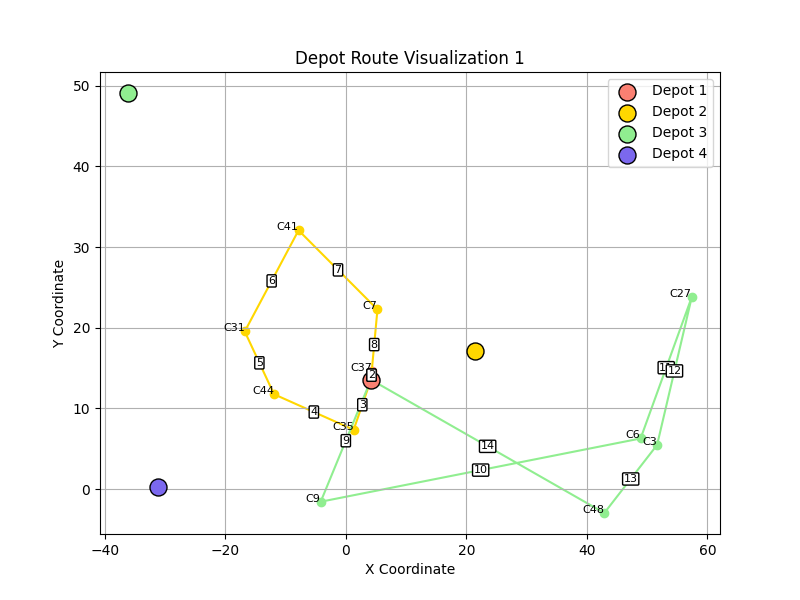 Depot Route Visualization 1
Depot 1
Depot 2
Depot 3
Depot 4
Y Coordinate
50
40
30
20
10
0
C41
7
6
C7
C31
8
5
C37
2
C44
3
4
C35
9
C9
C27
12
14
C6
C3
10
13
C48
−40
−20
0
20
40
60
X Coordinate